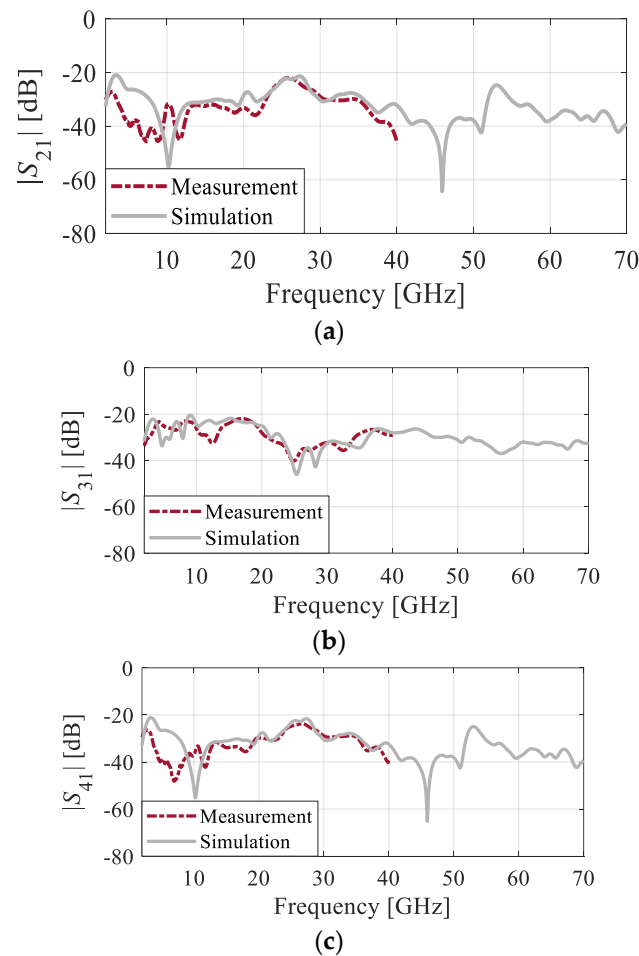 0
-20
-40
-60
-80
|S21| [dB]
Measurement
Simulation
10 20 30 40 50 60 70
Frequency [GHz]
(a)
0
-20
-40
-60
-80
|S31| [dB]
Measurement
Simulation
10 20 30 40 50 60 70
Frequency [GHz]
(b)
0
-20
-40
-60
-80
|S41| [dB]
Measurement
Simulation
10 20 30 40 50 60 70
Frequency [GHz]
(c)